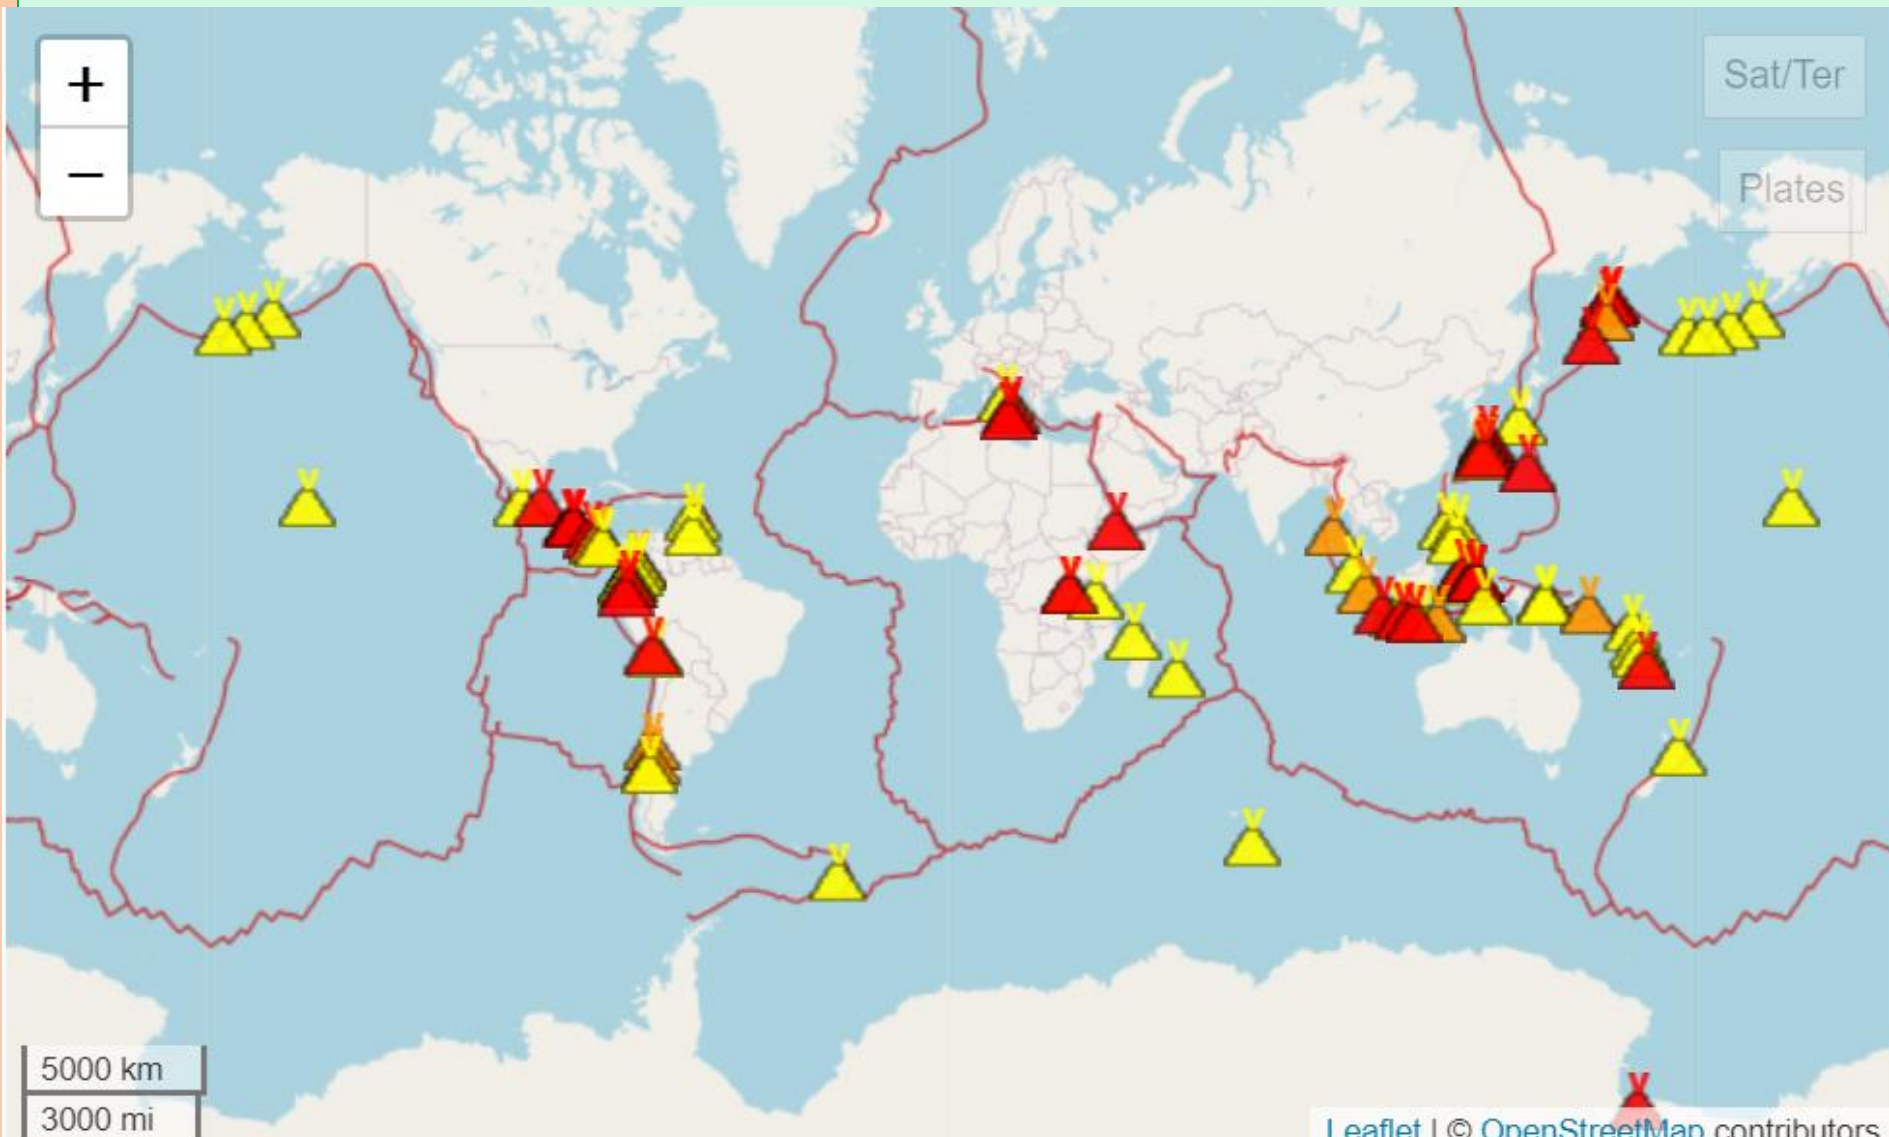 +
Sat/Ter
−
Plates
5000 km
3000 mi
Leaflet | © OpenStreetMap contributors